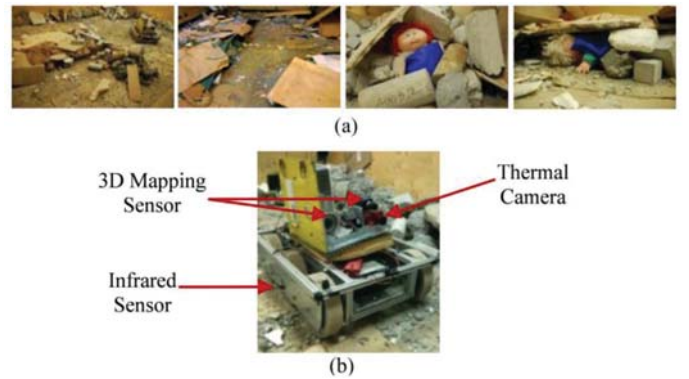 (a)
3D Mapping
Sensor
Thermal
Camera
Infrared
Sensor
(b)